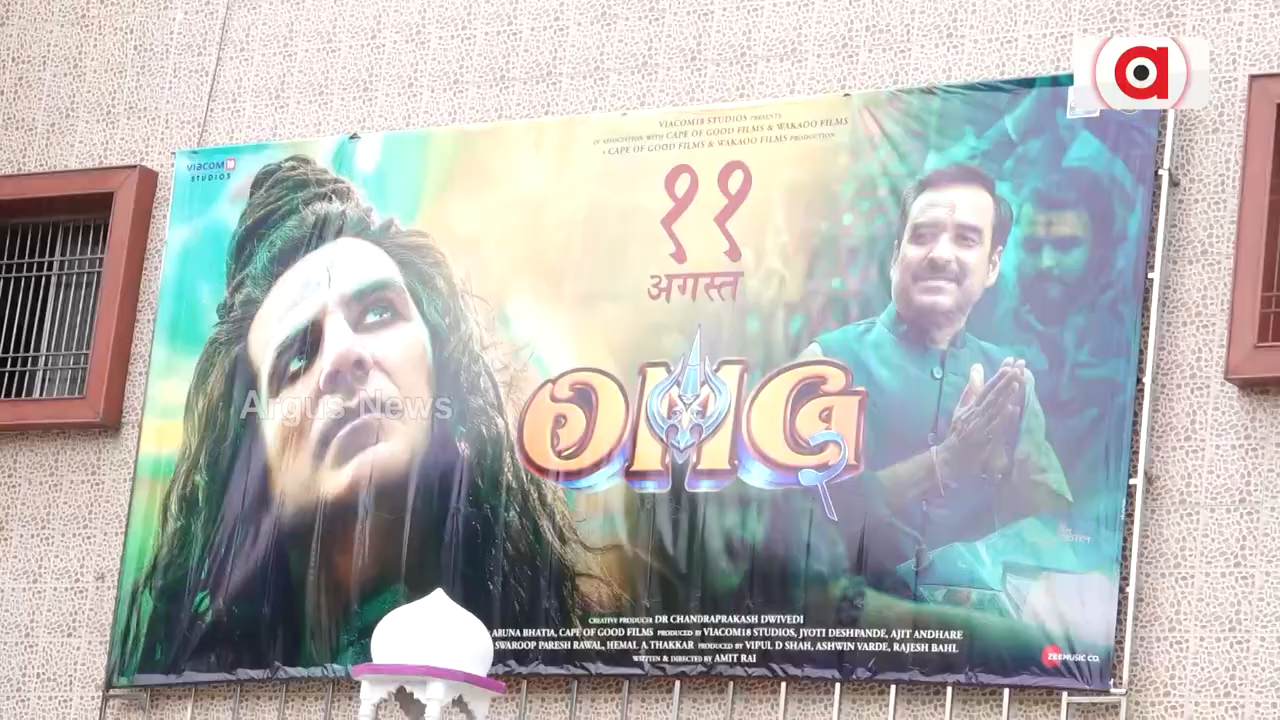 a
VIACOM18
STUDIOS
VIACOM18 STUDIOS PRESENTS
IN ASSOCIATION WITH CAPE OF GOOD FILMS & WAKAOO FILMS
A CAPE OF GOOD FILMS & WAKAOO FILMS PRODUCTION
११
अगस्त
Argus News
OMG २
CREATIVE PRODUCER DR CHANDRAPRAKASH DWIVEDI
ARUNA BHATIA, CAPE OF GOOD FILMS PRODUCED BY VIACOM18 STUDIOS, JYOTI DESHPANDE, AJIT ANDHARE
SWAROOP PARESH RAWAL, HEMAL A. THAKKAR PRODUCED BY VIPUL D SHAH, ASHWIN VARDE, RAJESH BAHL
WRITTEN & DIRECTED BY AMIT RAI
ZEE MUSIC CO.